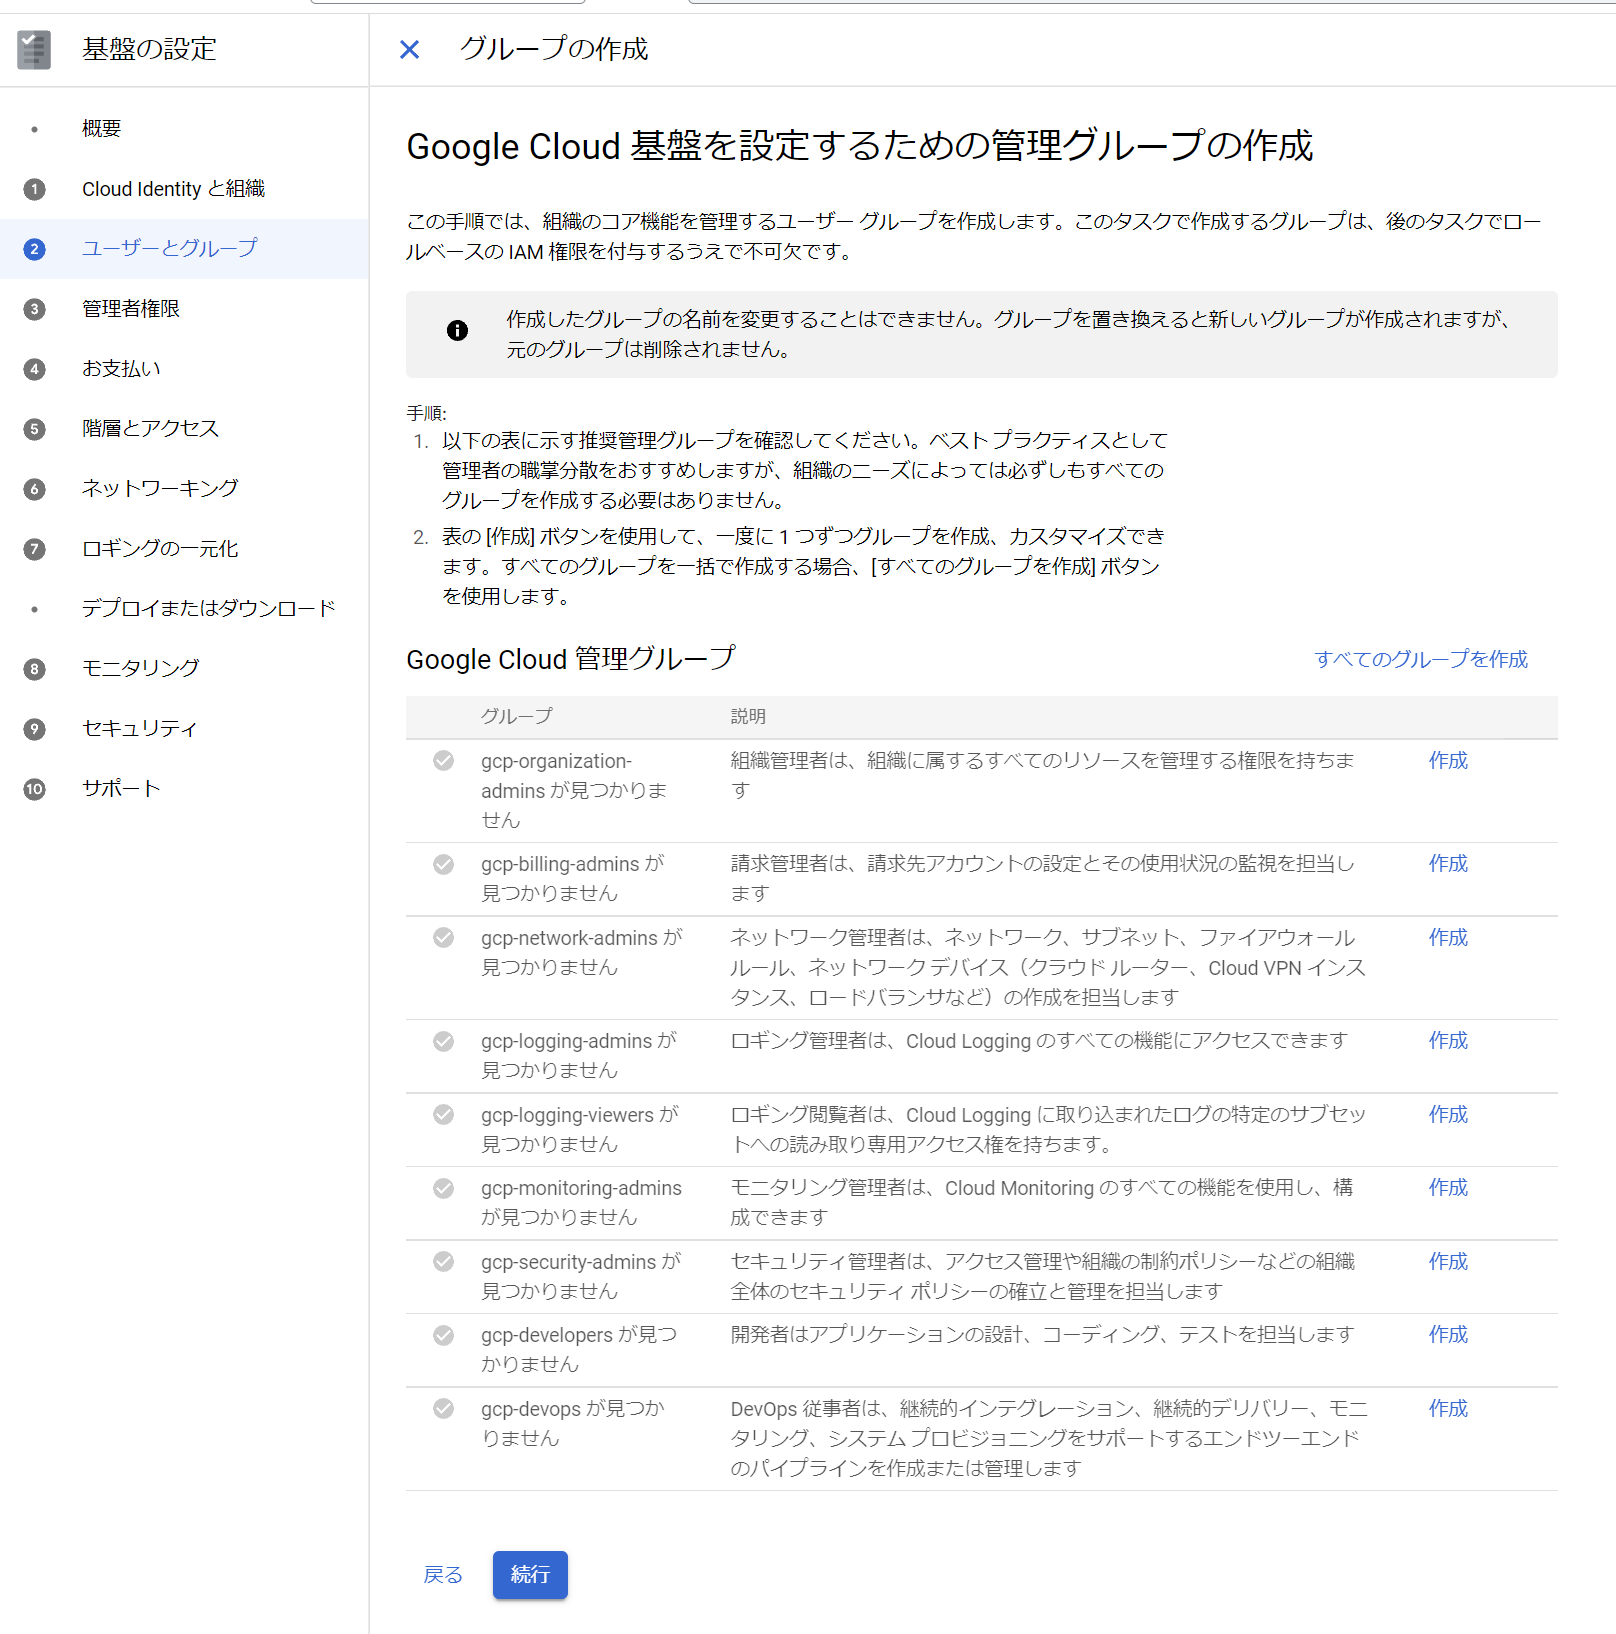 基盤の設定
グループの作成
概要
1 Cloud Identity と組織
2 ユーザーとグループ
3 管理者権限
4 お支払い
5 階層とアクセス
6 ネットワーキング
7 ロギングの一元化
デプロイまたはダウンロード
8 モニタリング
9 セキュリティ
10 サポート
Google Cloud 基盤を設定するための管理グループの作成
この手順では、組織のコア機能を管理するユーザー グループを作成します。このタスクで作成するグループは、後のタスクでロー
ルベースの IAM 権限を付与するうえで不可欠です。
作成したグループの名前を変更することはできません。グループを置き換えると新しいグループが作成されますが、
元のグループは削除されません。
手順:
1. 以下の表に示す推奨管理グループを確認してください。ベスト プラクティスとして
管理者の職掌分散をおすすめしますが、組織のニーズによっては必ずしもすべての
グループを作成する必要はありません。
2. 表の [作成] ボタンを使用して、一度に 1 つずつグループを作成、カスタマイズでき
ます。すべてのグループを一括で作成する場合、[すべてのグループを作成] ボタン
を使用します。
Google Cloud 管理グループ
すべてのグループを作成
グループ
説明
gcp-organization-
admins が見つかりま
せん
組織管理者は、組織に属するすべてのリソースを管理する権限を持ちま
す
作成
gcp-billing-admins が
見つかりません
請求管理者は、請求先アカウントの設定とその使用状況の監視を担当し
ます
作成
gcp-network-admins が
見つかりません
ネットワーク管理者は、ネットワーク、サブネット、ファイアウォール
ルール、ネットワーク デバイス（クラウド ルーター、Cloud VPN インス
タンス、ロードバランサなど）の作成を担当します
作成
gcp-logging-admins が
見つかりません
ロギング管理者は、Cloud Logging のすべての機能にアクセスできます
作成
gcp-logging-viewers が
見つかりません
ロギング閲覧者は、Cloud Logging に取り込まれたログの特定のサブセッ
トへの読み取り専用アクセス権を持ちます。
作成
gcp-monitoring-admins
が見つかりません
モニタリング管理者は、Cloud Monitoring のすべての機能を使用し、構
成できます
作成
gcp-security-admins が
見つかりません
セキュリティ管理者は、アクセス管理や組織の制約ポリシーなどの組織
全体のセキュリティ ポリシーの確立と管理を担当します
作成
gcp-developers が見つ
かりません
開発者はアプリケーションの設計、コーディング、テストを担当します
作成
gcp-devops が見つか
りません
DevOps 従事者は、継続的インテグレーション、継続的デリバリー、モニ
タリング、システム プロビジョニングをサポートするエンドツーエンド
のパイプラインを作成または管理します
作成
戻る
続行